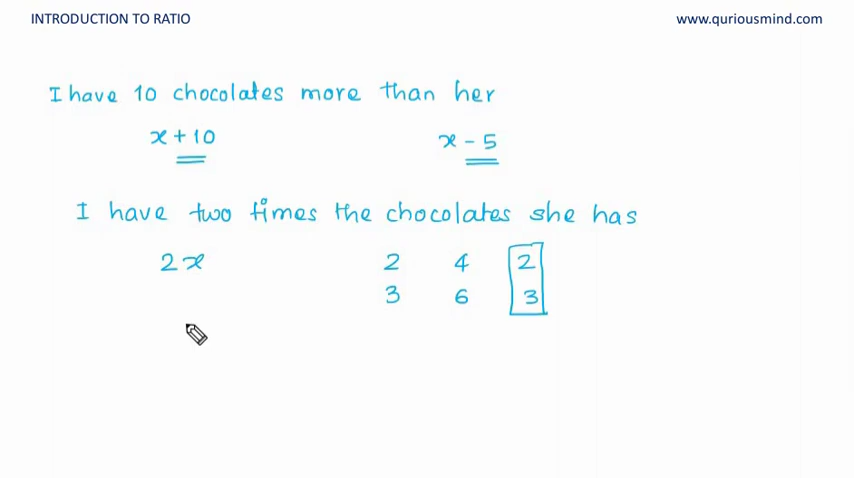 INTRODUCTION TO RATIO www.quriousmind.com
I have 10 chocolates more than her
x + 10 x - 5
I have two times the chocolates she has
2x 2 4 2
3 6 3